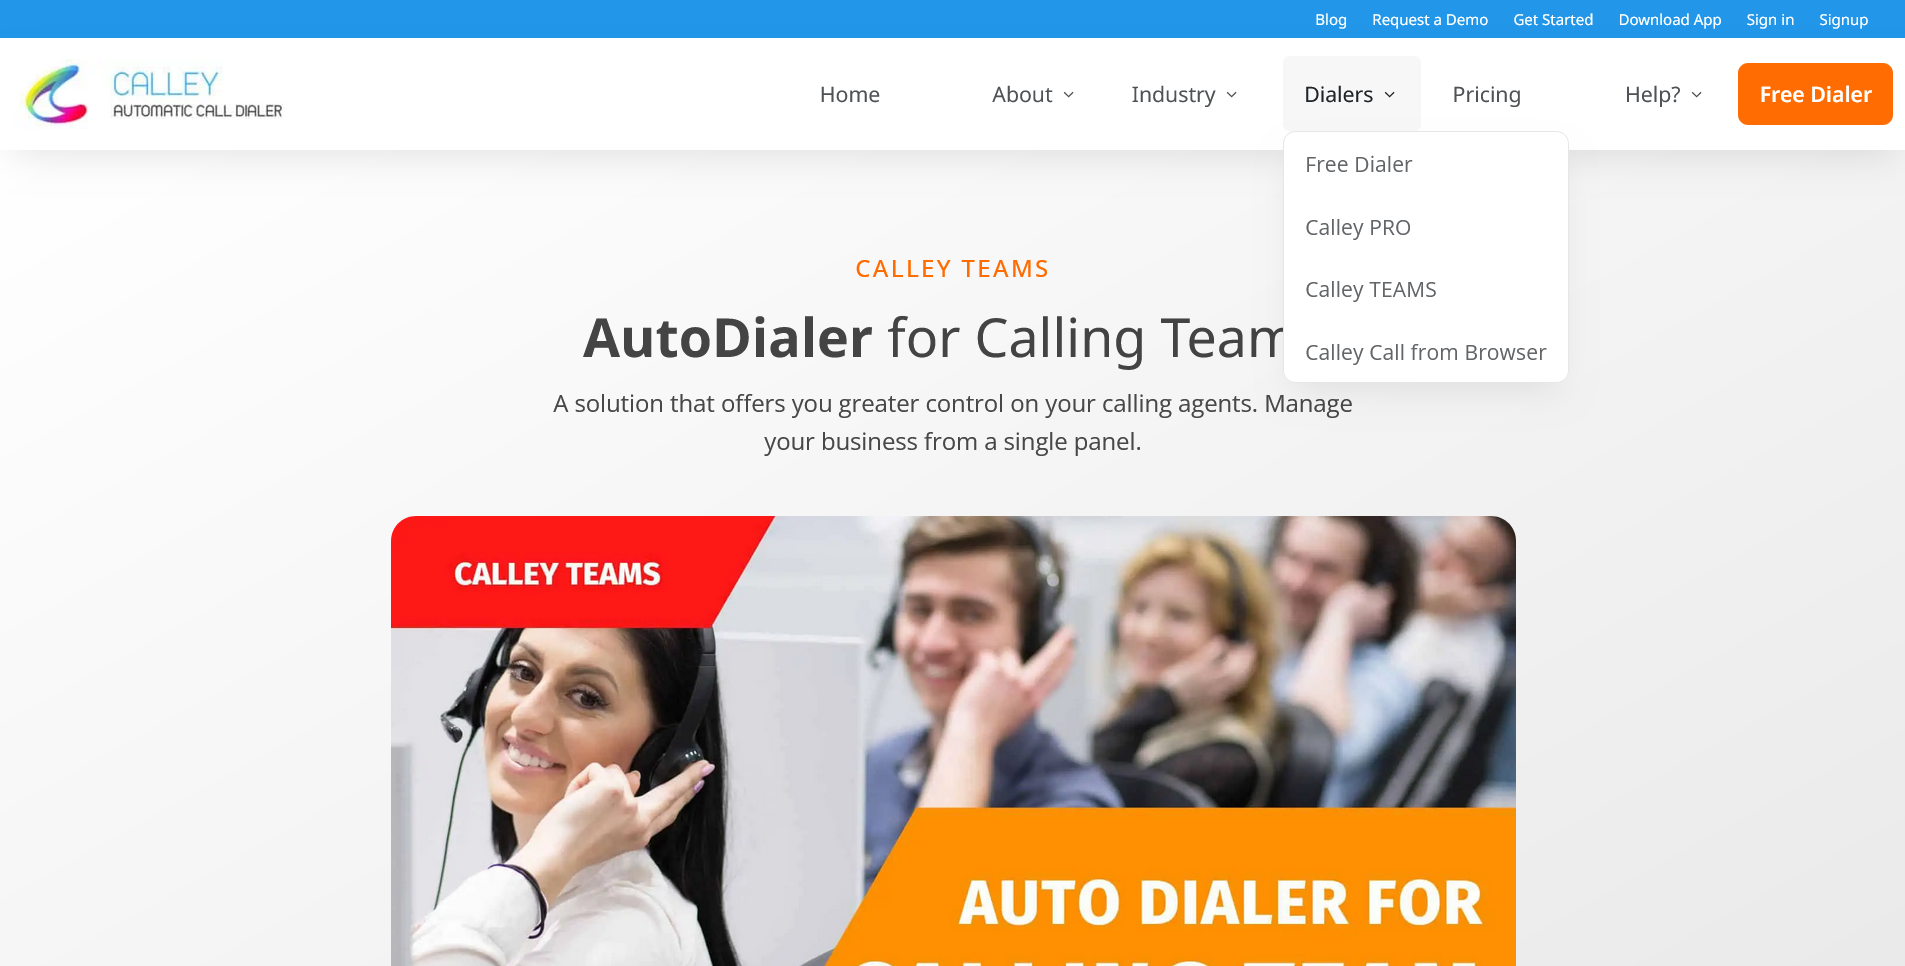 Blog Request a Demo Get Started Download App Sign in Signup
CALLEY
AUTOMATIC CALL DIALER
Home About Industry Dialers Pricing Help? Free Dialer
Free Dialer
Calley PRO
Calley TEAMS
Calley Call from Browser
CALLEY TEAMS
AutoDialer for Calling Team
A solution that offers you greater control on your calling agents. Manage
your business from a single panel.
CALLEY TEAMS
AUTO DIALER FOR
CALLING TEAM